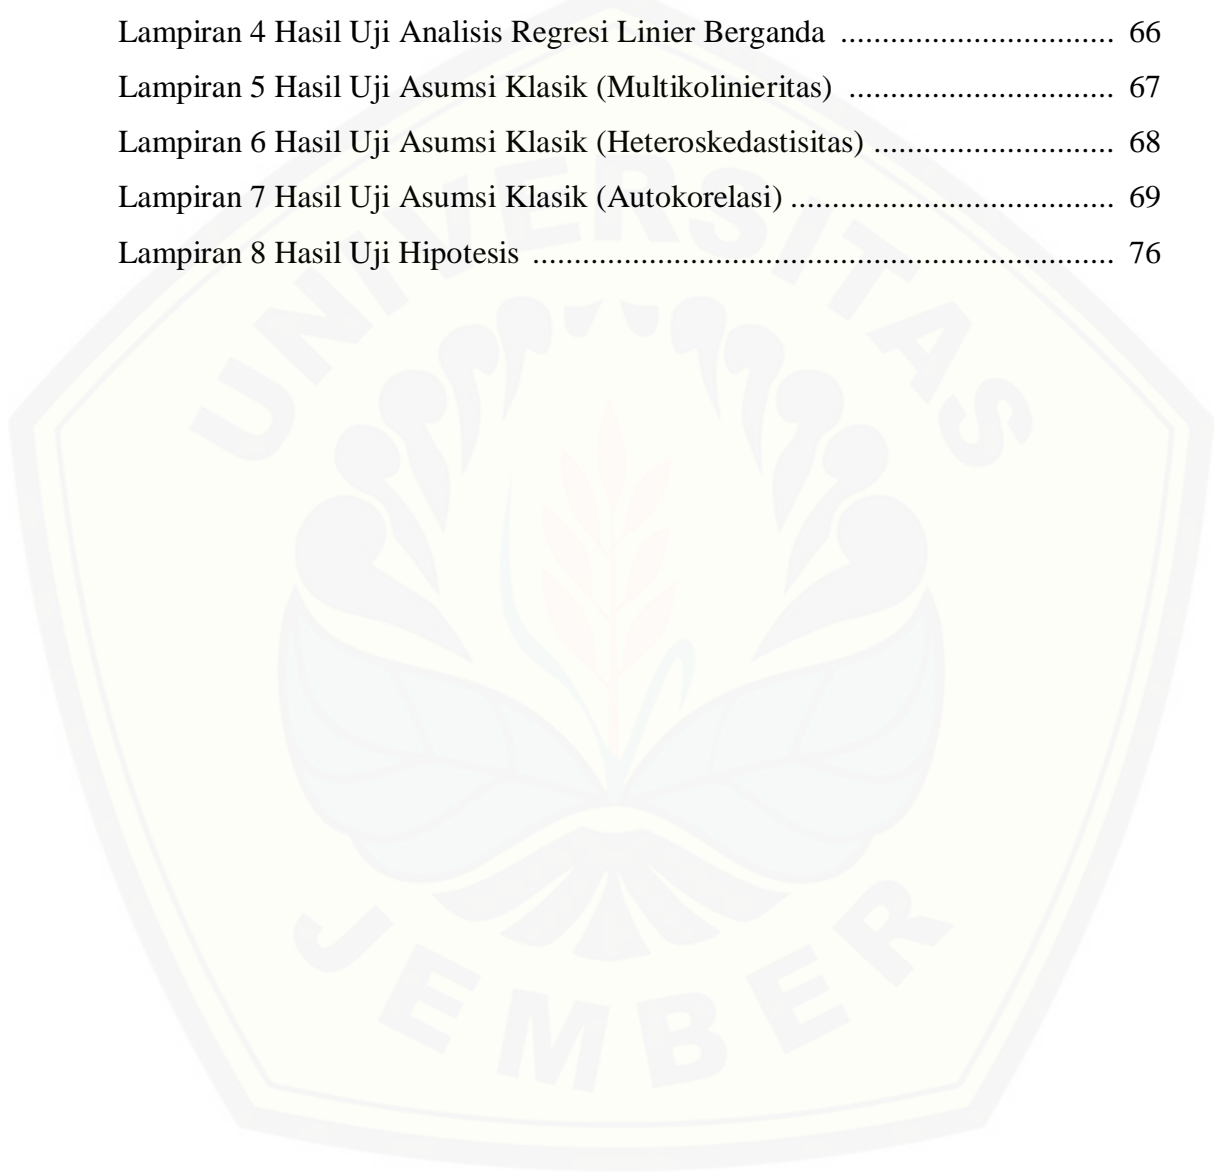 Lampiran 4 Hasil Uji Analisis Regresi Linier Berganda ................................. 66
Lampiran 5 Hasil Uji Asumsi Klasik (Multikolinieritas) ................................ 67
Lampiran 6 Hasil Uji Asumsi Klasik (Heteroskedastisitas) ............................. 68
Lampiran 7 Hasil Uji Asumsi Klasik (Autokorelasi) ....................................... 69
Lampiran 8 Hasil Uji Hipotesis ...................................................................... 76
UNIVERSITAS
JEMBER